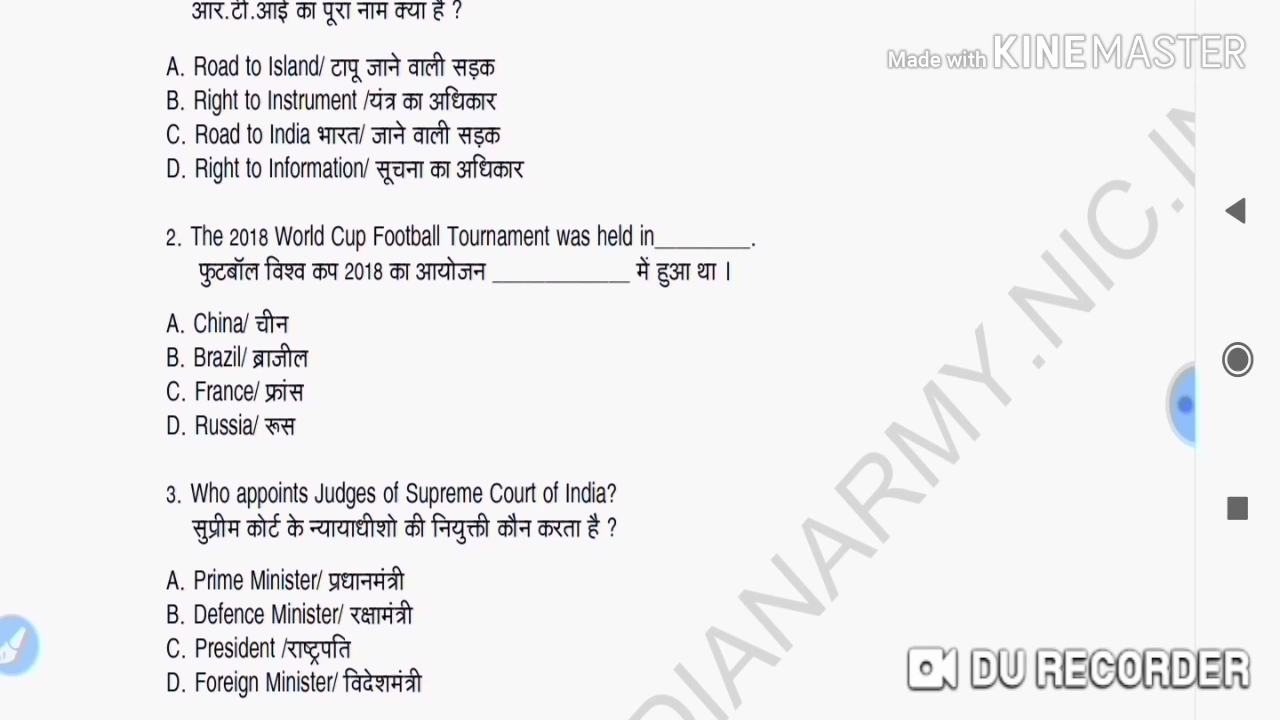 आर.टी.आई का पूरा नाम क्या है ?
Made with KINEMASTER
A. Road to Island/ टापू जाने वाली सड़क
B. Right to Instrument /यंत्र का अधिकार
C. Road to India भारत/ जाने वाली सड़क
D. Right to Information/ सूचना का अधिकार
2. The 2018 World Cup Football Tournament was held in________.
फुटबॉल विश्व कप 2018 का आयोजन ____________ में हुआ था ।
A. China/ चीन
B. Brazil/ ब्राजील
C. France/ फ्रांस
D. Russia/ रूस
3. Who appoints Judges of Supreme Court of India?
सुप्रीम कोर्ट के न्यायाधीशो की नियुक्ती कौन करता है ?
A. Prime Minister/ प्रधानमंत्री
B. Defence Minister/ रक्षामंत्री
C. President /राष्ट्रपति
D. Foreign Minister/ विदेशमंत्री
DIANARMY.NIC.IN
DU RECORDER